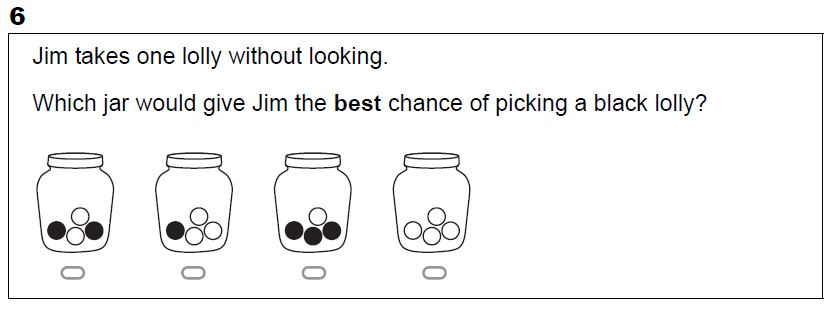 6
Jim takes one lolly without looking.
Which jar would give Jim the best chance of picking a black lolly?